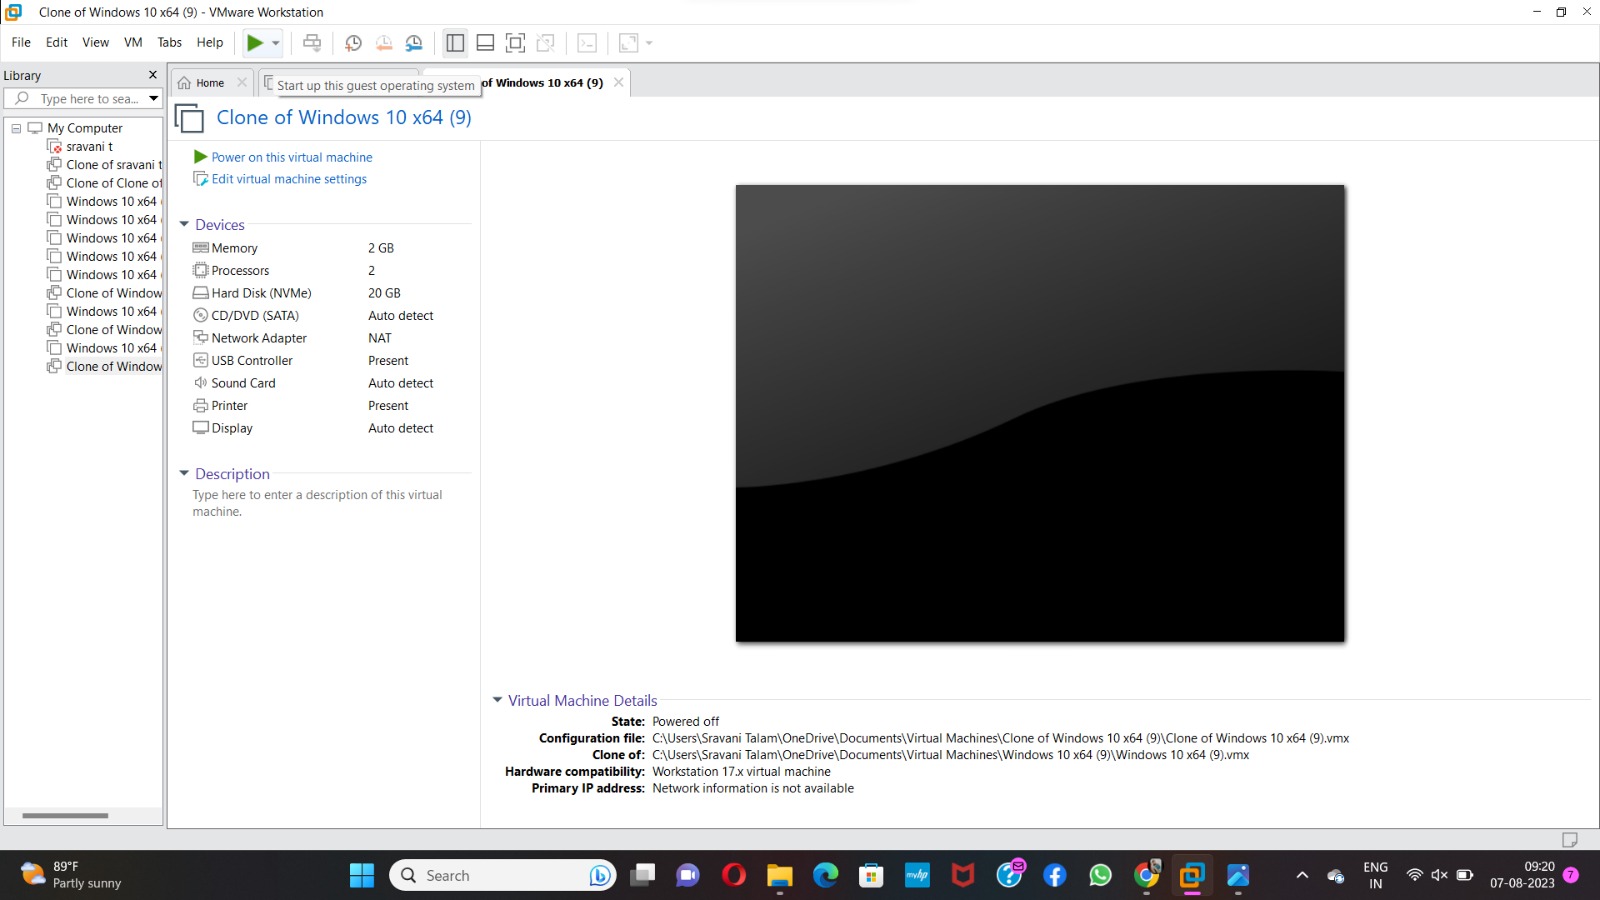 Clone of Windows 10 x64 (9) - VMware Workstation
File Edit View VM Tabs Help
Library
Home
Start up this guest operating system
of Windows 10 x64 (9)
Type here to sea...
Clone of Windows 10 x64 (9)
My Computer
sravani t
Clone of sravani t
Clone of Clone of
Windows 10 x64
Windows 10 x64
Windows 10 x64
Windows 10 x64
Windows 10 x64
Clone of Window
Windows 10 x64
Clone of Window
Windows 10 x64
Clone of Window
Power on this virtual machine
Edit virtual machine settings
Devices
Memory 2 GB
Processors 2
Hard Disk (NVMe) 20 GB
CD/DVD (SATA) Auto detect
Network Adapter NAT
USB Controller Present
Sound Card Auto detect
Printer Present
Display Auto detect
Description
Type here to enter a description of this virtual
machine.
Virtual Machine Details
State: Powered off
Configuration file: C:\Users\Sravani Talam\OneDrive\Documents\Virtual Machines\Clone of Windows 10 x64 (9)\Clone of Windows 10 x64 (9).vmx
Clone of: C:\Users\Sravani Talam\OneDrive\Documents\Virtual Machines\Windows 10 x64 (9)\Windows 10 x64 (9).vmx
Hardware compatibility: Workstation 17.x virtual machine
Primary IP address: Network information is not available
89°F
Partly sunny
Search
myhp
ENG
IN
09:20
07-08-2023
7